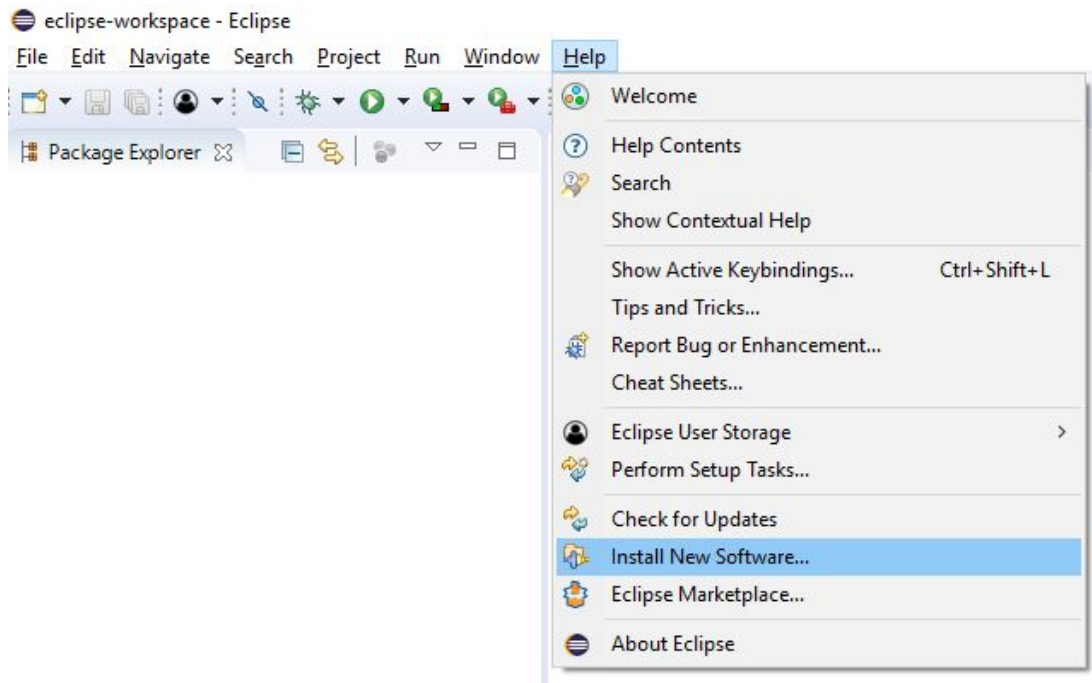 eclipse-workspace - Eclipse
File Edit Navigate Search Project Run Window Help
Package Explorer
Welcome
Help Contents
Search
Show Contextual Help
Show Active Keybindings... Ctrl+Shift+L
Tips and Tricks...
Report Bug or Enhancement...
Cheat Sheets...
Eclipse User Storage
Perform Setup Tasks...
Check for Updates
Install New Software...
Eclipse Marketplace...
About Eclipse